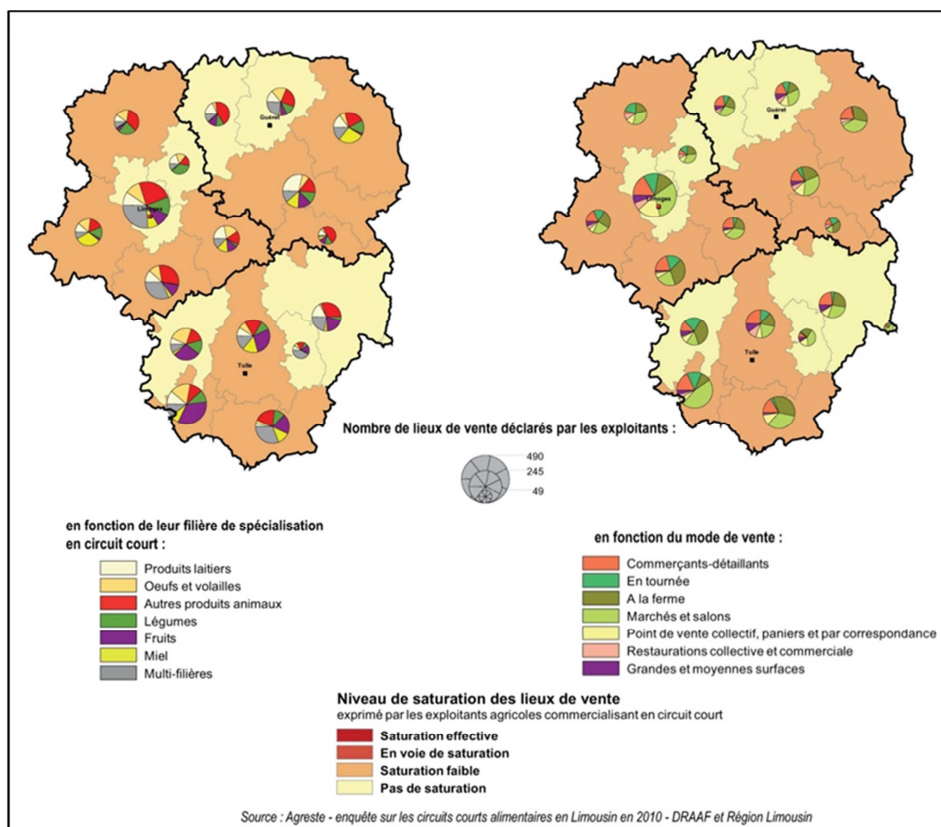 Guéret
Limoges
Tulle
Guéret
Limoges
Tulle
Nombre de lieux de vente déclarés par les exploitants :
490
245
49
en fonction de leur filière de spécialisation
en circuit court :
Produits laitiers
Oeufs et volailles
Autres produits animaux
Légumes
Fruits
Miel
Multi-filières
en fonction du mode de vente :
Commerçants-détaillants
En tournée
A la ferme
Marchés et salons
Point de vente collectif, paniers et par correspondance
Restaurations collective et commerciale
Grandes et moyennes surfaces
Niveau de saturation des lieux de vente
exprimé par les exploitants agricoles commercialisant en circuit court
Saturation effective
En voie de saturation
Saturation faible
Pas de saturation
Source : Agreste - enquête sur les circuits courts alimentaires en Limousin en 2010 - DRAAF et Région Limousin